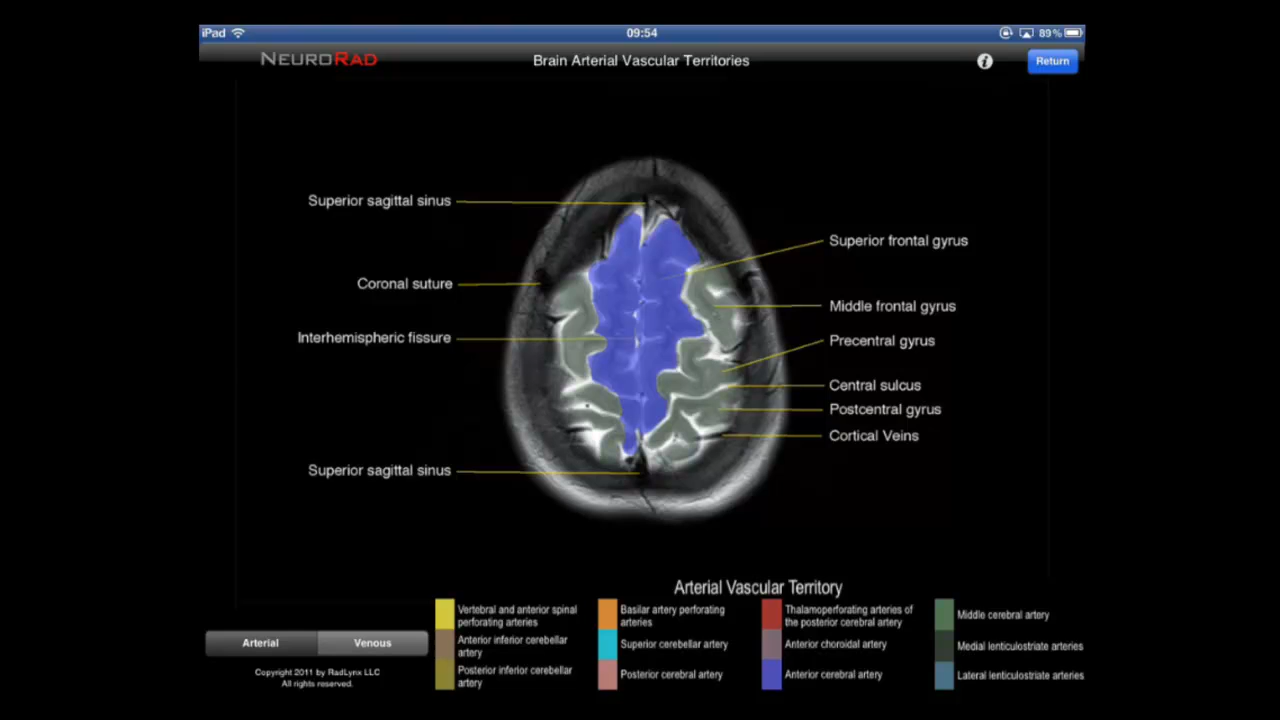 iPad 09:54 89%
NEURORAD Brain Arterial Vascular Territories i Return
Superior sagittal sinus
Coronal suture
Interhemispheric fissure
Superior sagittal sinus
Superior frontal gyrus
Middle frontal gyrus
Precentral gyrus
Central sulcus
Postcentral gyrus
Cortical Veins
Arterial Vascular Territory
Vertebral and anterior spinal
perforating arteries
Anterior inferior cerebellar
artery
Posterior inferior cerebellar
artery
Basilar artery perforating
arteries
Superior cerebellar artery
Posterior cerebral artery
Thalamoperforating arteries of
the posterior cerebral artery
Anterior choroidal artery
Anterior cerebral artery
Middle cerebral artery
Medial lenticulostriate arteries
Lateral lenticulostriate arteries
Arterial Venous
Copyright 2011 by RadLynx LLC
All rights reserved.